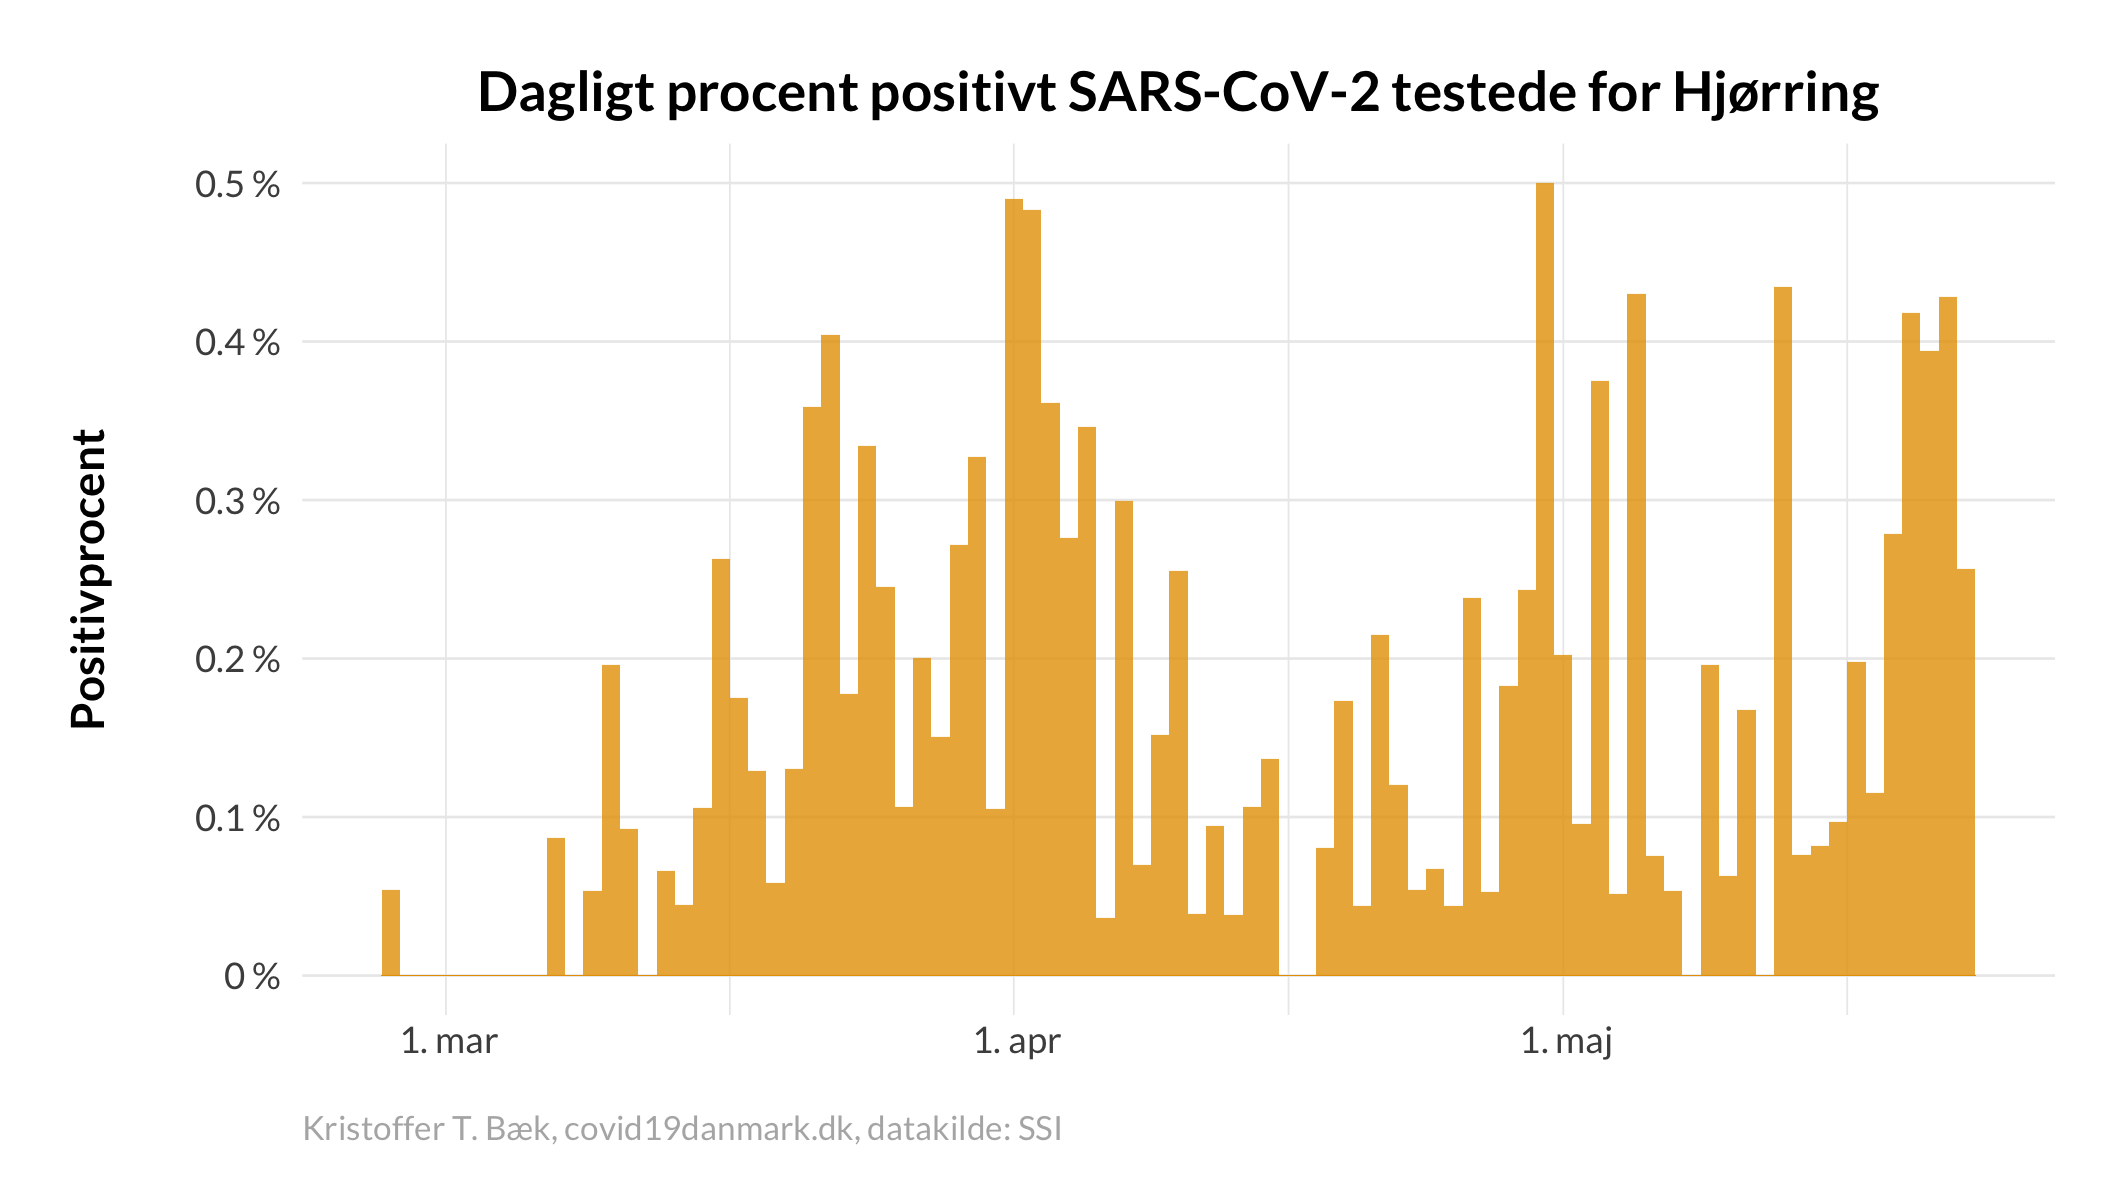 Dagligt procent positivt SARS-CoV-2 testede for Hjørring
Positivprocent
0.5 %
0.4 %
0.3 %
0.2 %
0.1 %
0 %
1. mar
1. apr
1. maj
Kristoffer T. Bæk, covid19danmark.dk, datakilde: SSI